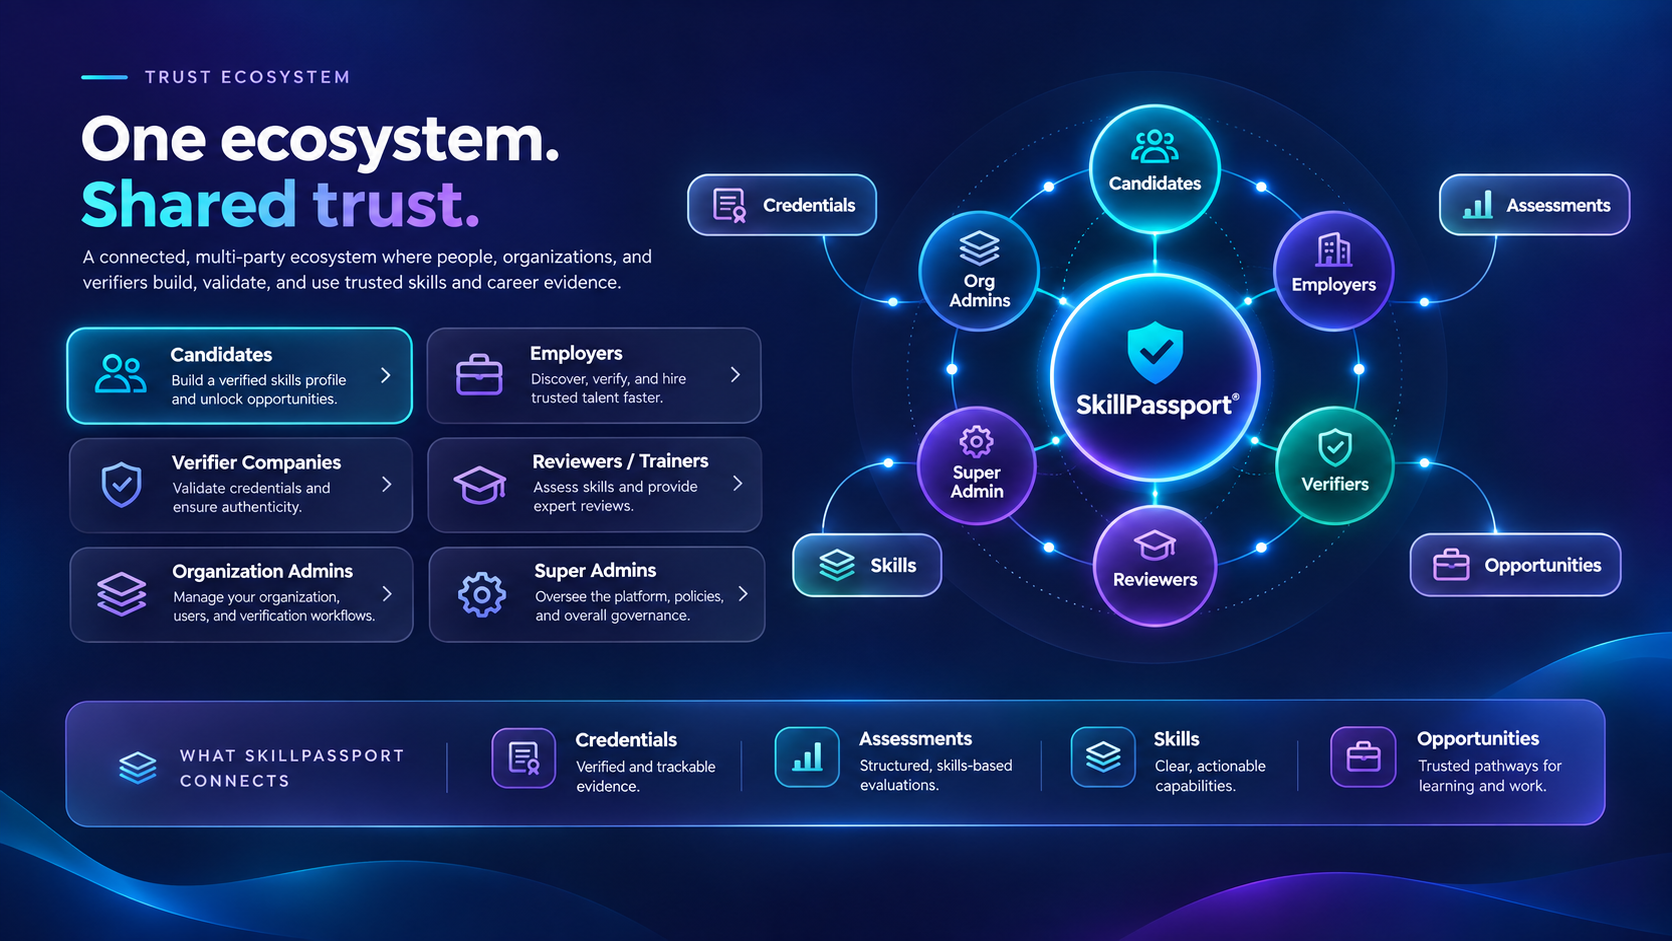 TRUST ECOSYSTEM
One ecosystem.
Shared trust.
A connected, multi-party ecosystem where people, organizations, and
verifiers build, validate, and use trusted skills and career evidence.
Candidates
Build a verified skills profile
and unlock opportunities.
Employers
Discover, verify, and hire
trusted talent faster.
Verifier Companies
Validate credentials and
ensure authenticity.
Reviewers / Trainers
Assess skills and provide
expert reviews.
Organization Admins
Manage your organization,
users, and verification workflows.
Super Admins
Oversee the platform, policies,
and overall governance.
Credentials
Candidates
Assessments
Org
Admins
Employers
SkillPassport®
Super
Admin
Verifiers
Skills
Reviewers
Opportunities
WHAT SKILLPASSPORT
CONNECTS
Credentials
Verified and trackable
evidence.
Assessments
Structured, skills-based
evaluations.
Skills
Clear, actionable
capabilities.
Opportunities
Trusted pathways for
learning and work.